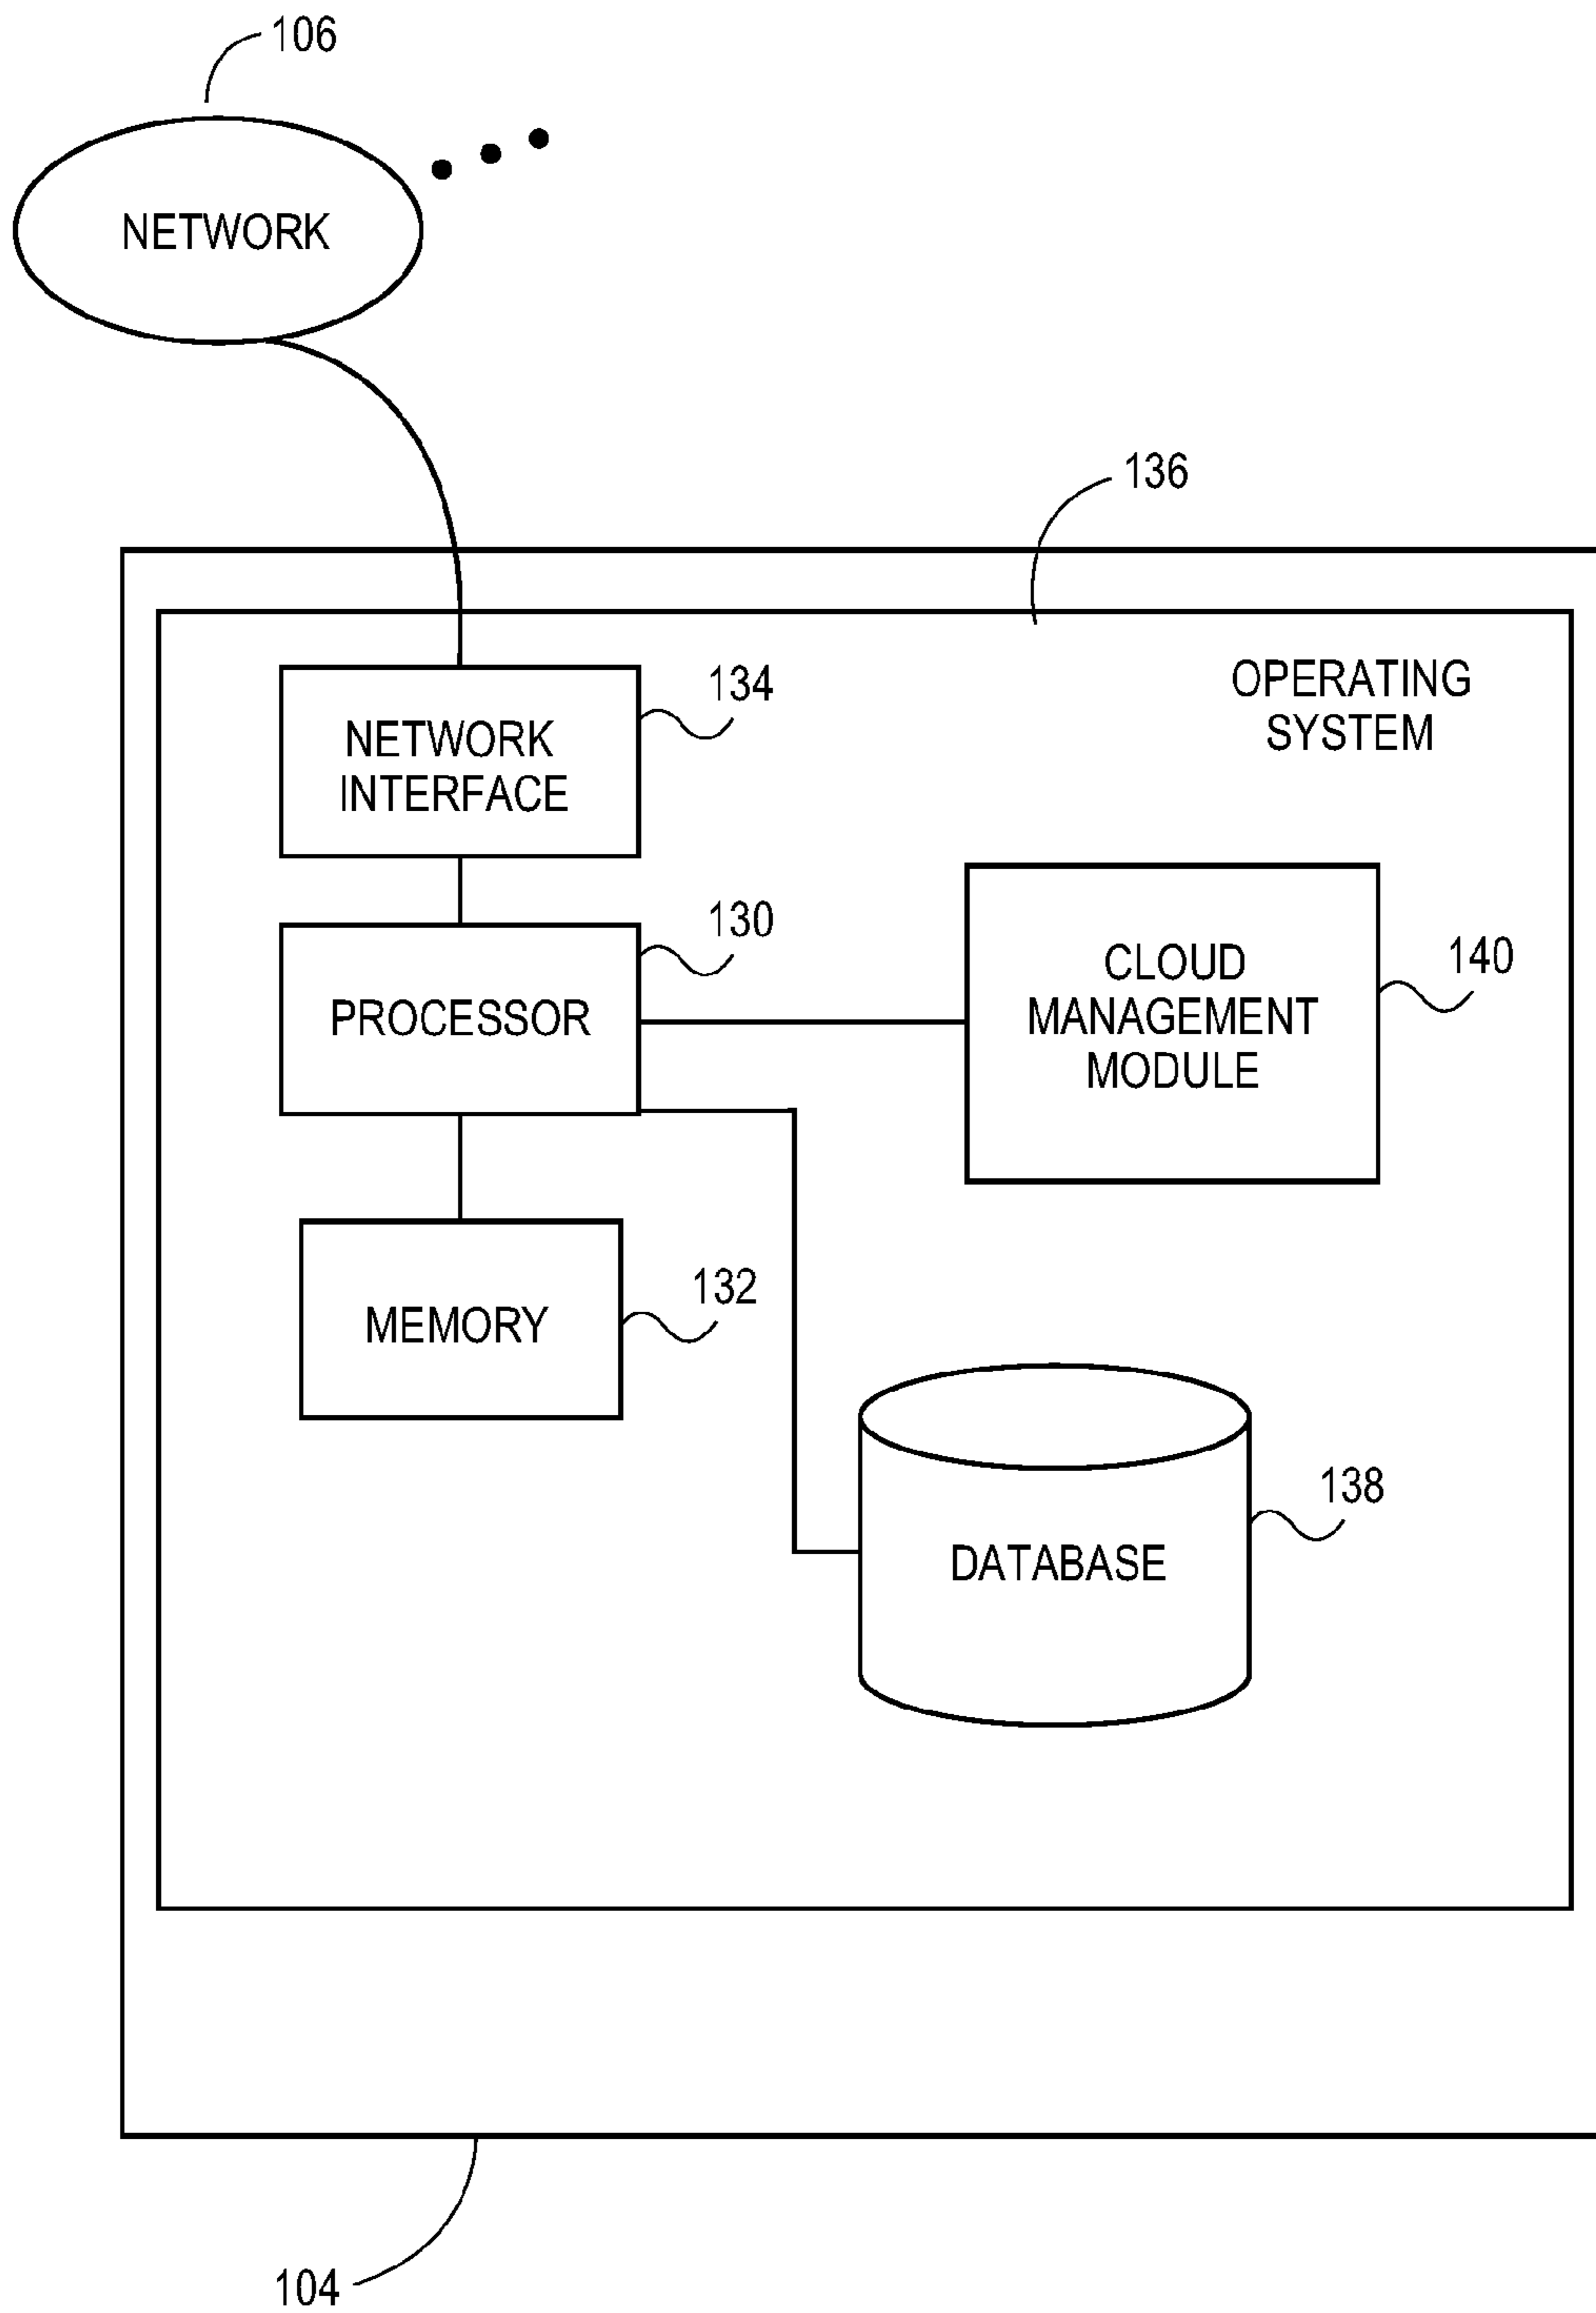 106
NETWORK
136
OPERATING
SYSTEM
134
NETWORK
INTERFACE
130
PROCESSOR
CLOUD
MANAGEMENT
MODULE
140
132
MEMORY
138
DATABASE
104